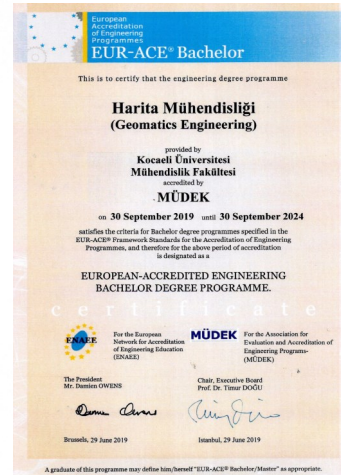 European
Accreditation
of Engineering
Programmes
EUR-ACE® Bachelor
This is to certify that the engineering degree programme
Harita Mühendisliği
(Geomatics Engineering)
provided by
Kocaeli Üniversitesi
Mühendislik Fakültesi
accredited by
MÜDEK
on 30 September 2019 until 30 September 2024
satisfies the criteria for Bachelor degree programmes specified in the
EUR-ACE® Framework Standards for the Accreditation of Engineering
Programmes, and therefore for the above period of accreditation
is designated as a
EUROPEAN-ACCREDITED ENGINEERING
BACHELOR DEGREE PROGRAMME.
certificate
ENAEE
For the European
Network for Accreditation
of Engineering Education
(ENAEE)
MÜDEK
For the Association for
Evaluation and Accreditation of
Engineering Programs-
(MÜDEK)
The President
Mr. Damien OWENS
Chair, Executive Board
Prof. Dr. Timur DOĞU
Brussels, 29 June 2019
Istanbul, 29 June 2019
A graduate of this programme may define him/herself "EUR-ACE® Bachelor/Master" as appropriate.